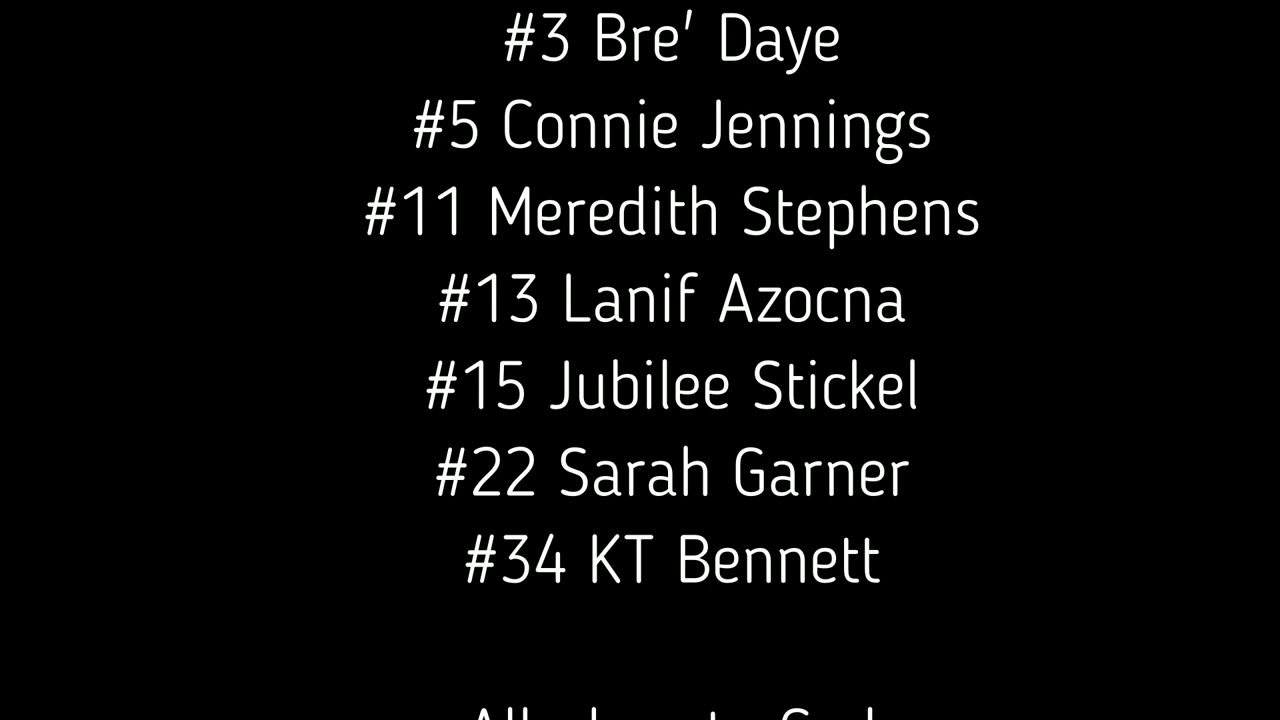 #3 Bre' Daye
#5 Connie Jennings
#11 Meredith Stephens
#13 Lanif Azocna
#15 Jubilee Stickel
#22 Sarah Garner
#34 KT Bennett